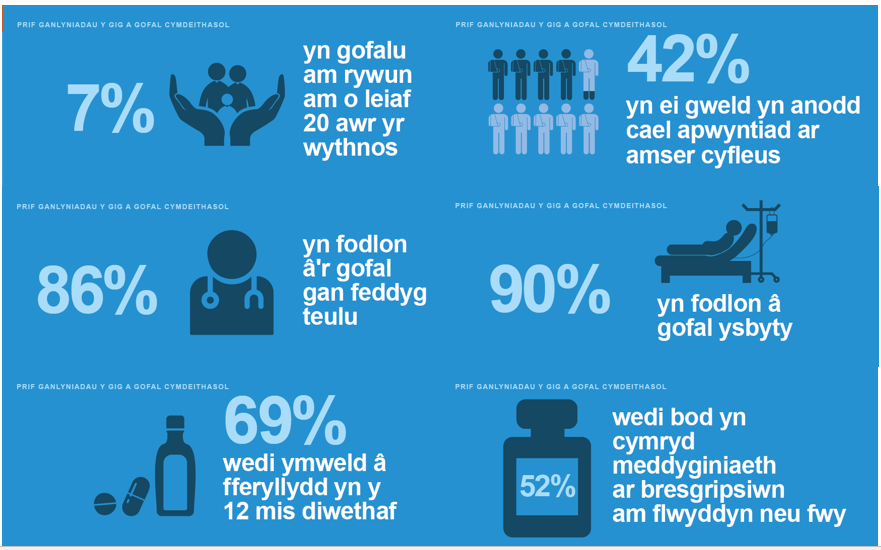 PRIF GANLYNIADAU Y GIG A GOFAL CYMDEITHASOL
7%
yn gofalu
am rywun
am o leiaf
20 awr yr
wythnos
PRIF GANLYNIADAU Y GIG A GOFAL CYMDEITHASOL
42%
yn ei gweld yn anodd
cael apwyntiad ar
amser cyfleus
PRIF GANLYNIADAU Y GIG A GOFAL CYMDEITHASOL
86%
yn fodlon
â'r gofal
gan feddyg
teulu
PRIF GANLYNIADAU Y GIG A GOFAL CYMDEITHASOL
90%
yn fodlon â
gofal ysbyty
PRIF GANLYNIADAU Y GIG A GOFAL CYMDEITHASOL
69%
wedi ymweld â
fferyllydd yn y
12 mis diwethaf
PRIF GANLYNIADAU Y GIG A GOFAL CYMDEITHASOL
52%
wedi bod yn
cymryd
meddyginiaeth
ar bresgripsiwn
am flwyddyn neu fwy